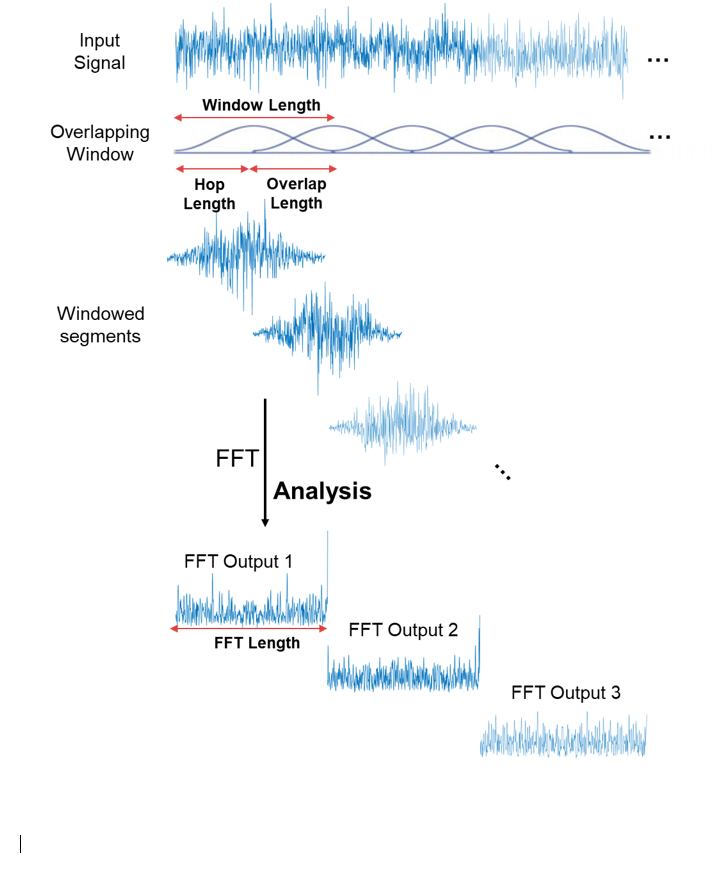 Input
Signal
...
Window Length
Overlapping
Window
...
Hop
Length
Overlap
Length
Windowed
segments
...
FFT
Analysis
FFT Output 1
FFT Length
FFT Output 2
FFT Output 3